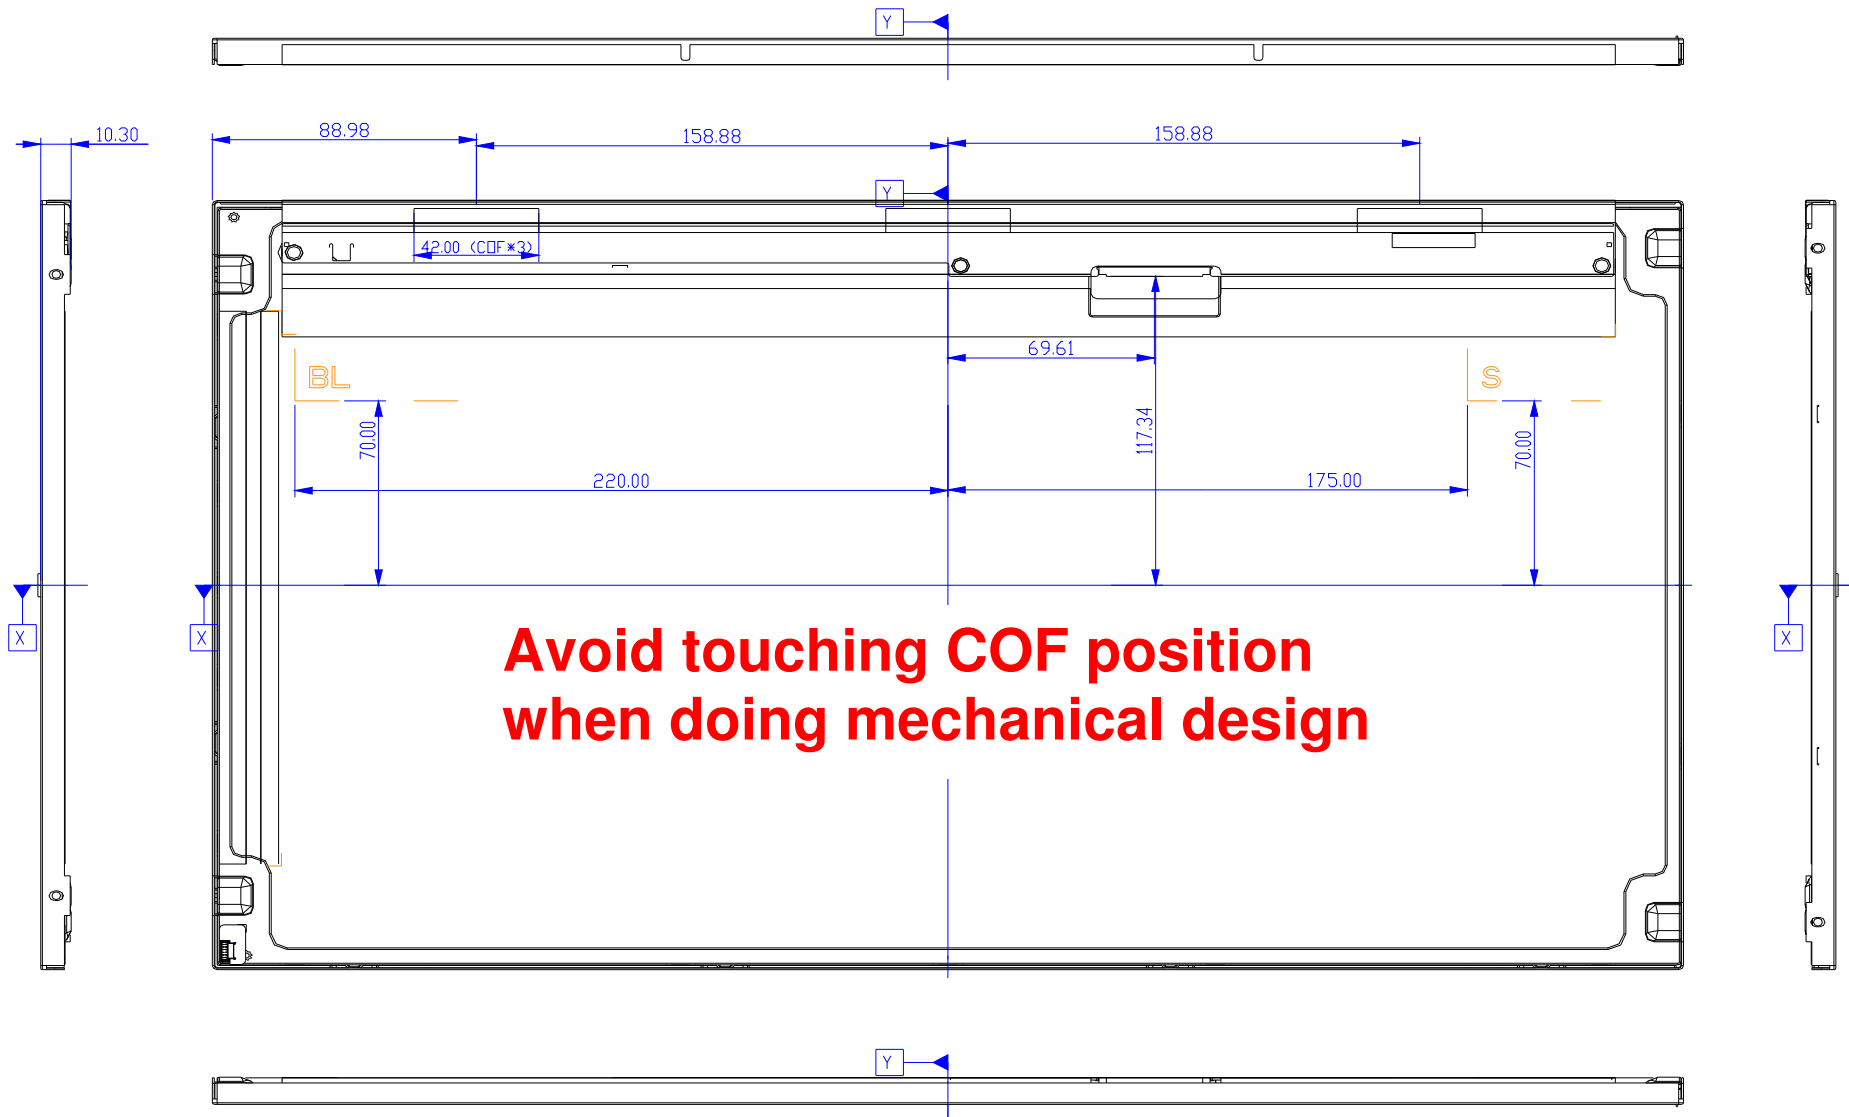 Y
10.30
88.98
158.88
158.88
Y
42.00 (COF*3)
69.61
BL
S
70.00
117.34
70.00
220.00
175.00
X
X
X
Avoid touching COF position
when doing mechanical design
Y